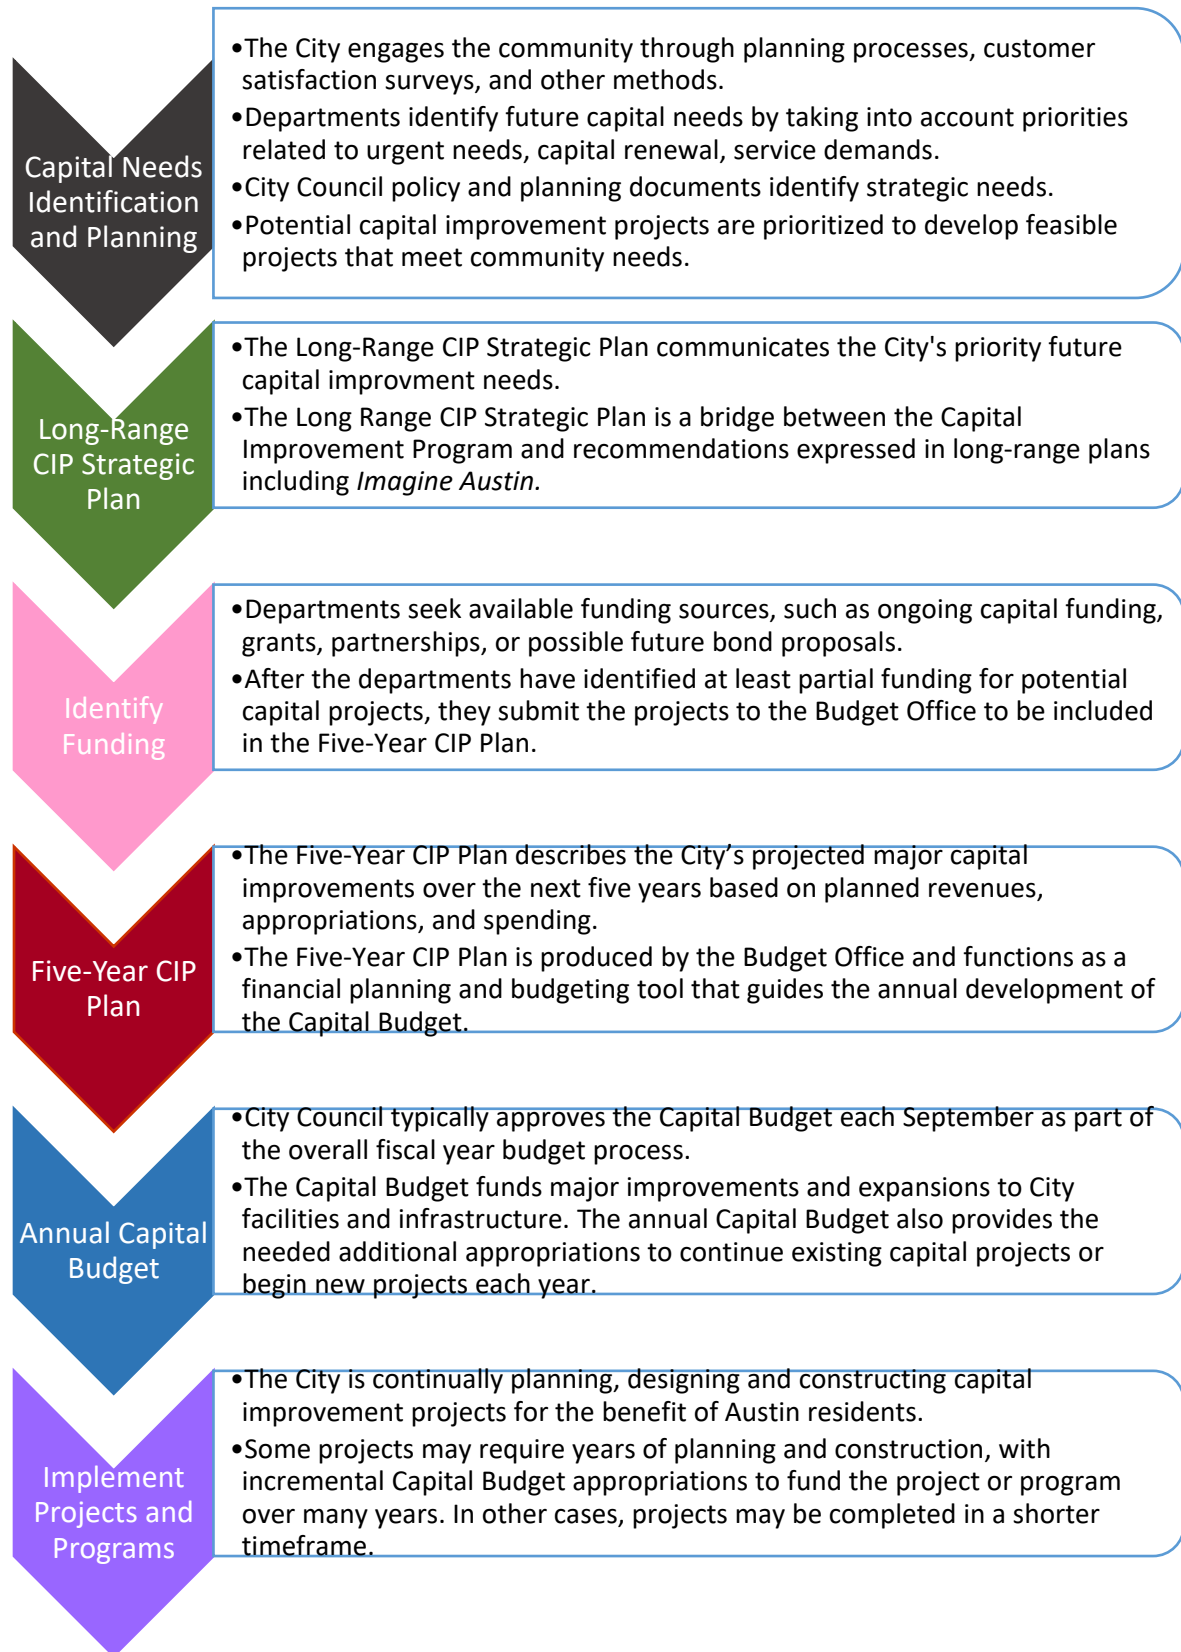 Capital Needs
Identification
and Planning
•The City engages the community through planning processes, customer
satisfaction surveys, and other methods.
•Departments identify future capital needs by taking into account priorities
related to urgent needs, capital renewal, service demands.
•City Council policy and planning documents identify strategic needs.
•Potential capital improvement projects are prioritized to develop feasible
projects that meet community needs.
Long-Range
CIP Strategic
Plan
•The Long-Range CIP Strategic Plan communicates the City's priority future
capital improvment needs.
•The Long Range CIP Strategic Plan is a bridge between the Capital
Improvement Program and recommendations expressed in long-range plans
including Imagine Austin.
Identify
Funding
•Departments seek available funding sources, such as ongoing capital funding,
grants, partnerships, or possible future bond proposals.
•After the departments have identified at least partial funding for potential
capital projects, they submit the projects to the Budget Office to be included
in the Five-Year CIP Plan.
Five-Year CIP
Plan
•The Five-Year CIP Plan describes the City’s projected major capital
improvements over the next five years based on planned revenues,
appropriations, and spending.
•The Five-Year CIP Plan is produced by the Budget Office and functions as a
financial planning and budgeting tool that guides the annual development of
the Capital Budget.
Annual Capital
Budget
•City Council typically approves the Capital Budget each September as part of
the overall fiscal year budget process.
•The Capital Budget funds major improvements and expansions to City
facilities and infrastructure. The annual Capital Budget also provides the
needed additional appropriations to continue existing capital projects or
begin new projects each year.
Implement
Projects and
Programs
•The City is continually planning, designing and constructing capital
improvement projects for the benefit of Austin residents.
•Some projects may require years of planning and construction, with
incremental Capital Budget appropriations to fund the project or program
over many years. In other cases, projects may be completed in a shorter
timeframe.